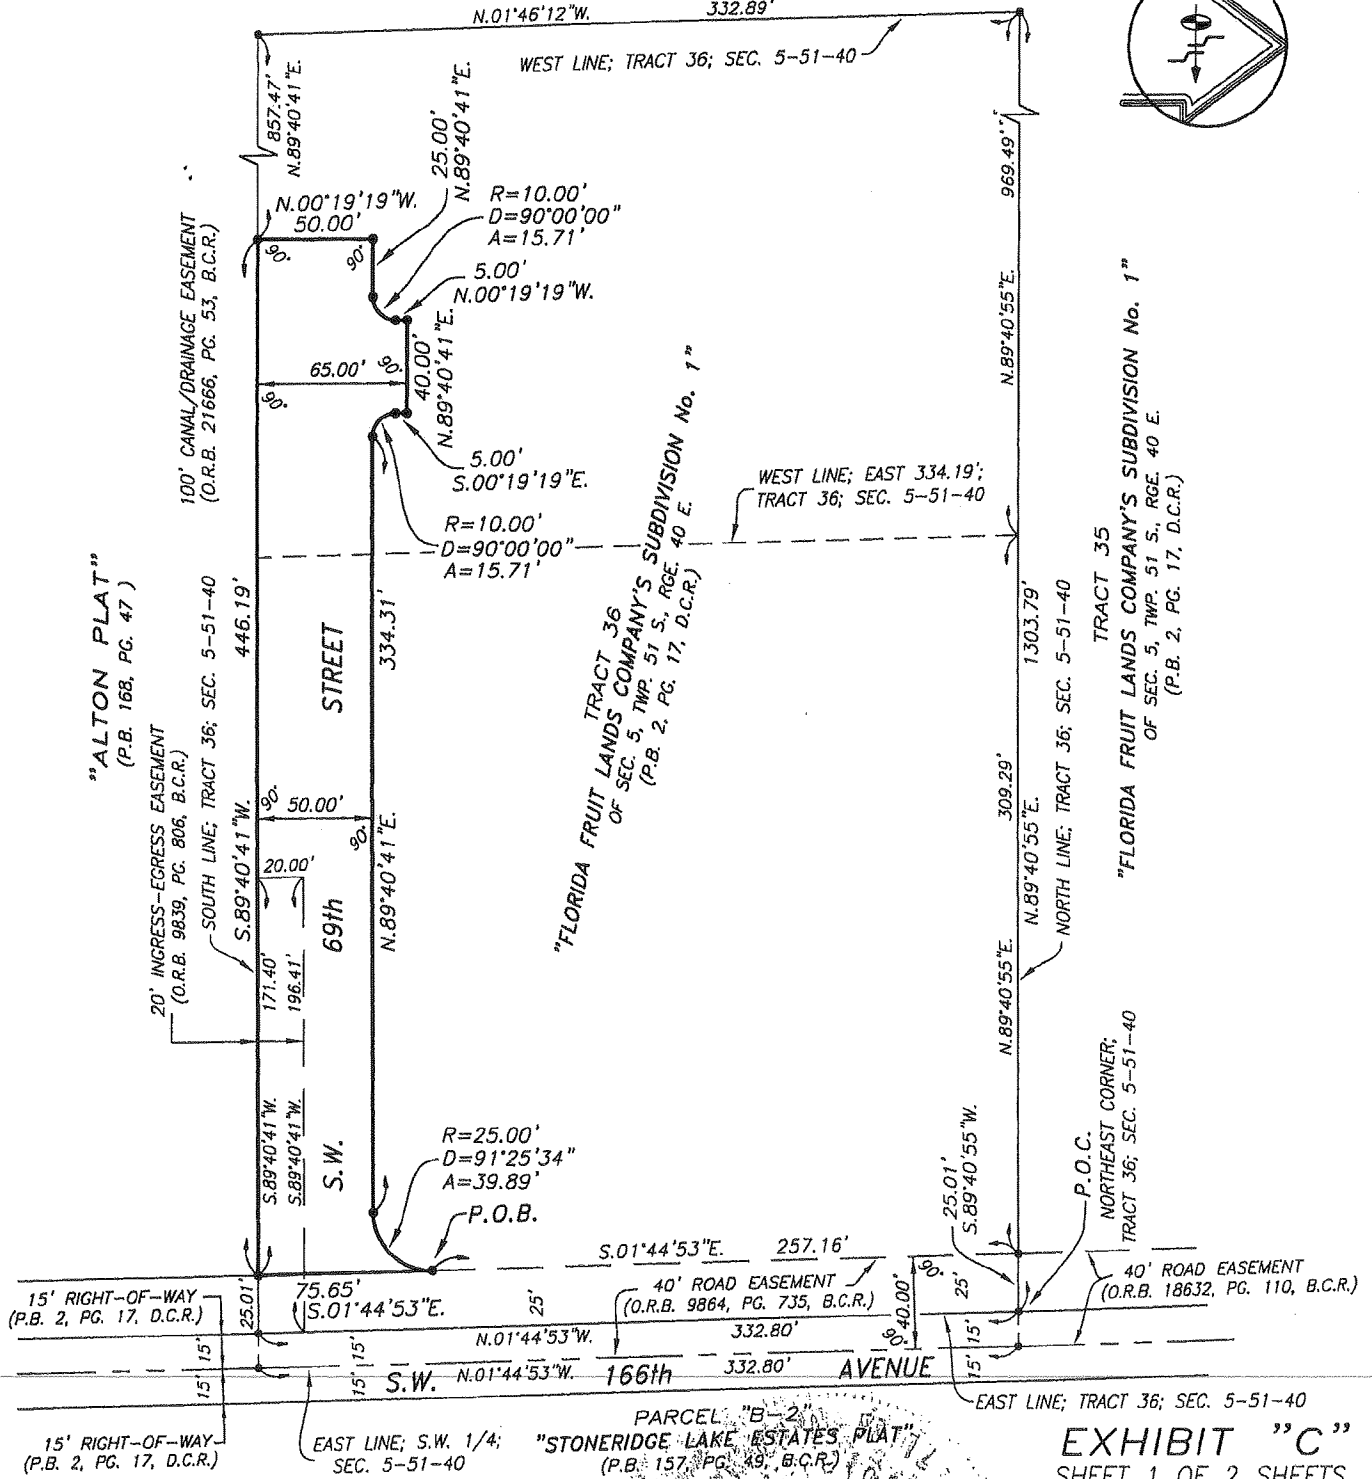 N.01°46'12"W. 332.89'
WEST LINE; TRACT 36; SEC. 5-51-40
857.47'
N.89°40'41"E.
25.00'
N.89°40'41"E.
N.00°19'19"W.
50.00'
90°
90°
R=10.00'
D=90°00'00"
A=15.71'
5.00'
N.00°19'19"W.
100' CANAL/DRAINAGE EASEMENT
(O.R.B. 21666, PG. 53, B.C.R.)
65.00'
90°
90°
40.00'
N.89°40'41"E.
5.00'
S.00°19'19"E.
R=10.00'
D=90°00'00"
A=15.71'
969.49'
N.89°40'55"E.
WEST LINE; EAST 334.19';
TRACT 36; SEC. 5-51-40
TRACT 36
"FLORIDA FRUIT LANDS COMPANY'S SUBDIVISION No. 1"
OF SEC. 5, TWP. 51 S., RGE. 40 E.
(P.B. 2, PG. 17, D.C.R.)
TRACT 35
"FLORIDA FRUIT LANDS COMPANY'S SUBDIVISION No. 1"
OF SEC. 5, TWP. 51 S., RGE. 40 E.
(P.B. 2, PG. 17, D.C.R.)
"ALTON PLAT"
(P.B. 168, PG. 47 )
20' INGRESS-EGRESS EASEMENT
(O.R.B. 9839, PG. 806, B.C.R.)
SOUTH LINE; TRACT 36; SEC. 5-51-40
S.89°40'41"W. 446.19'
S.W. 69th STREET
N.89°40'41"E. 334.31'
90°
50.00'
90°
20.00'
S.89°40'41"W. 171.40'
S.89°40'41"W. 196.41'
309.29'
N.89°40'55"E.
N.89°40'55"E. 1303.79'
NORTH LINE; TRACT 36; SEC. 5-51-40
R=25.00'
D=91°25'34"
A=39.89'
P.O.B.
25.01'
S.89°40'55"W.
P.O.C.
NORTHEAST CORNER;
TRACT 36; SEC. 5-51-40
S.01°44'53"E. 257.16'
75.65'
S.01°44'53"E.
25.01'
25'
40' ROAD EASEMENT
(O.R.B. 9864, PG. 735, B.C.R.)
90°
40.00'
90°
25'
40' ROAD EASEMENT
(O.R.B. 18632, PG. 110, B.C.R.)
15' RIGHT-OF-WAY
(P.B. 2, PG. 17, D.C.R.)
N.01°44'53"W. 332.80'
15' 15'
15' 15'
15' 15'
S.W. 166th AVENUE
N.01°44'53"W. 332.80'
EAST LINE; TRACT 36; SEC. 5-51-40
15' RIGHT-OF-WAY
(P.B. 2, PG. 17, D.C.R.)
EAST LINE; S.W. 1/4;
SEC. 5-51-40
PARCEL "B-2"
"STONERIDGE LAKE ESTATES PLAT"
(P.B. 157, PG. 49, B.C.R.)
EXHIBIT "C"
SHEET 1 OF 2 SHEETS